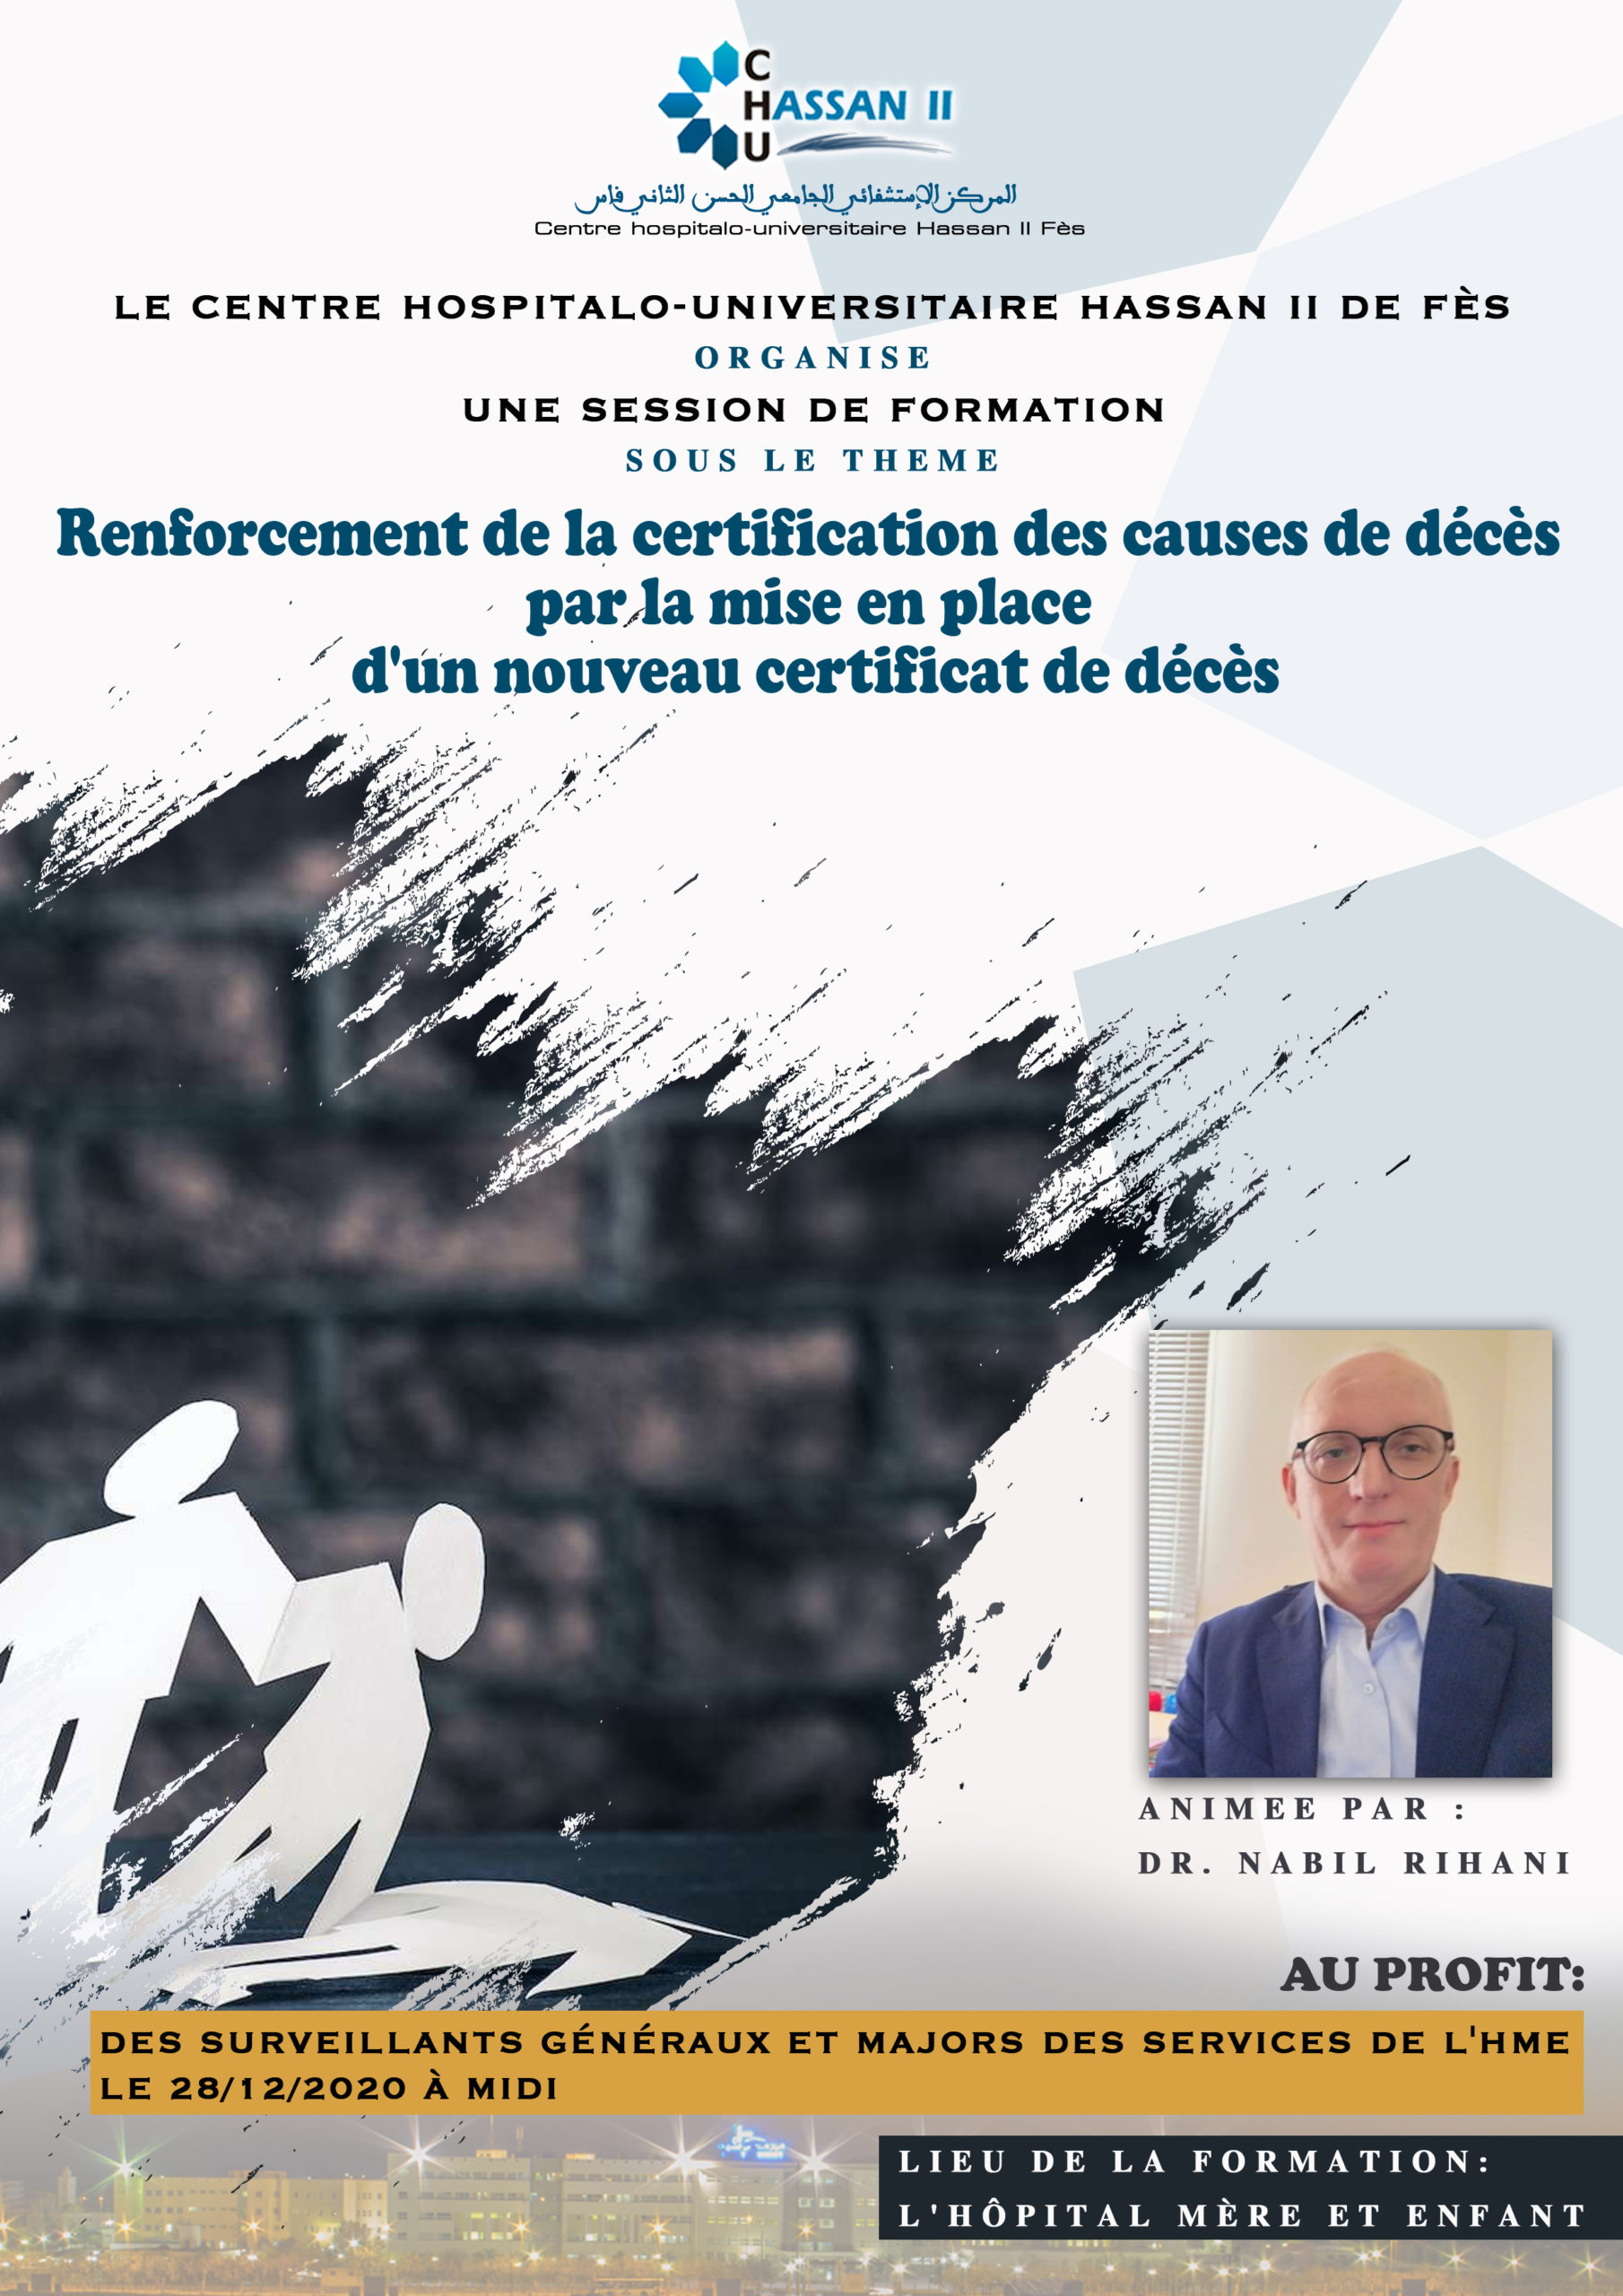 CHU
HASSAN II
المركز الإستشفائي الجامعي الحسن الثاني فاس
Centre hospitalo-universitaire Hassan II Fès
LE CENTRE HOSPITALO-UNIVERSITAIRE HASSAN II DE FÈS
ORGANISE
UNE SESSION DE FORMATION
SOUS LE THEME
Renforcement de la certification des causes de décès
par la mise en place
d'un nouveau certificat de décès
ANIMEE PAR :
DR. NABIL RIHANI
AU PROFIT:
DES SURVEILLANTS GÉNÉRAUX ET MAJORS DES SERVICES DE L'HME
LE 28/12/2020 À MIDI
LIEU DE LA FORMATION:
L'HÔPITAL MÈRE ET ENFANT